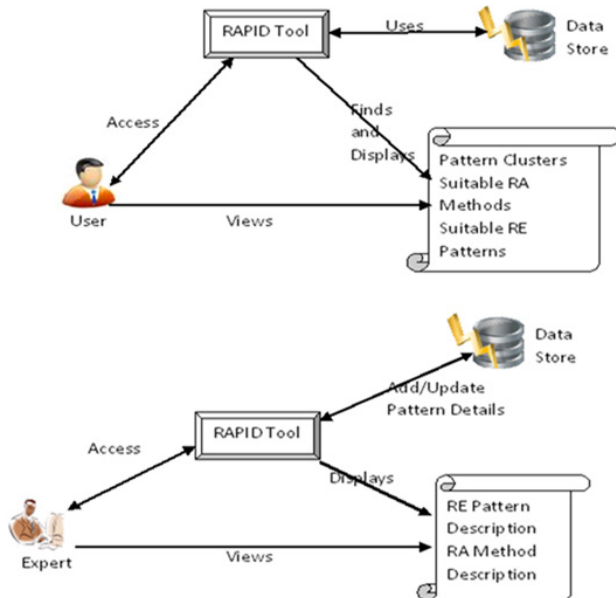 RAPID Tool
Uses
Data
Store
Access
Finds
and
Displays
Pattern Clusters
Suitable RA
Methods
Suitable RE
Patterns
User
Views
Data
Store
Add/Update
Pattern Details
RAPID Tool
Access
Displays
RE Pattern
Description
RA Method
Description
Expert
Views